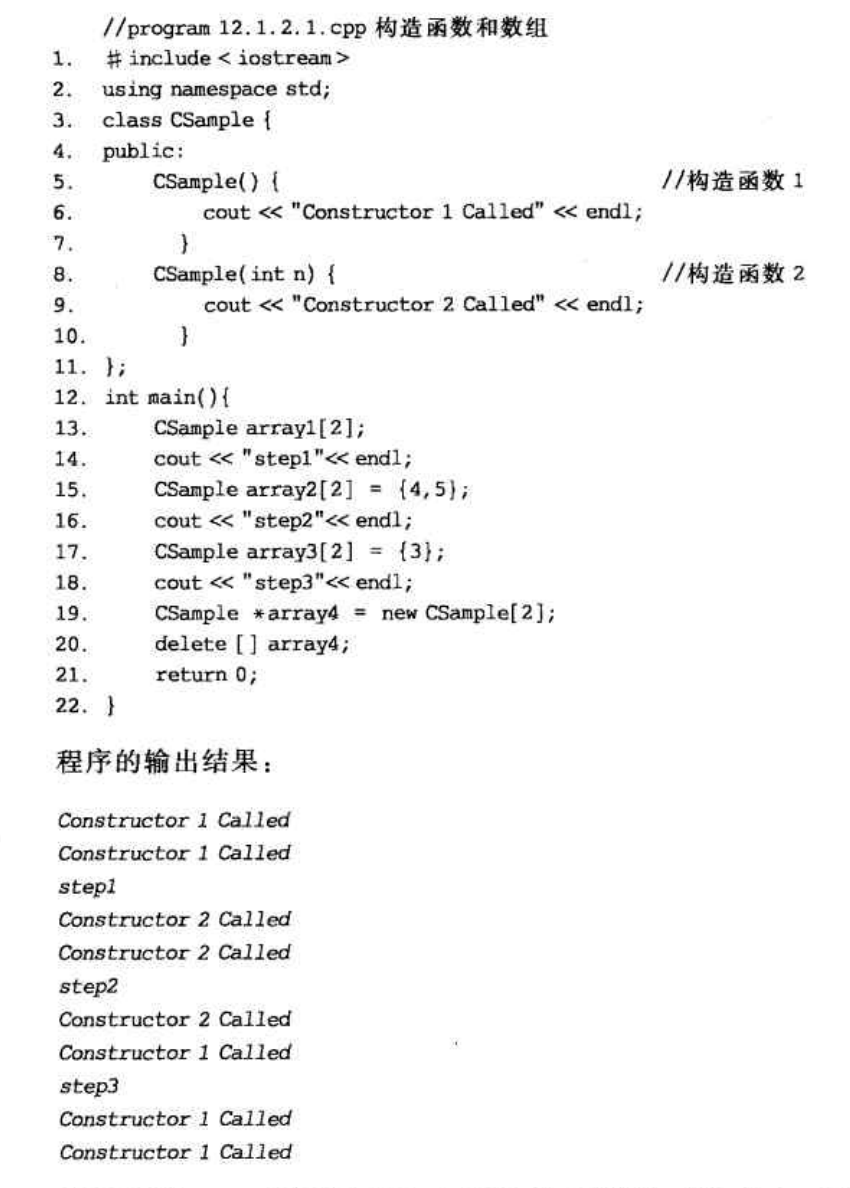 //program 12.1.2.1.cpp 构造函数和数组
1. # include < iostream>
2. using namespace std;
3. class CSample {
4. public:
5. CSample() { //构造函数 1
6. cout << "Constructor 1 Called" << endl;
7. }
8. CSample(int n) { //构造函数 2
9. cout << "Constructor 2 Called" << endl;
10. }
11. };
12. int main(){
13. CSample array1[2];
14. cout << "step1"<< endl;
15. CSample array2[2] = {4,5};
16. cout << "step2"<< endl;
17. CSample array3[2] = {3};
18. cout << "step3"<< endl;
19. CSample *array4 = new CSample[2];
20. delete [ ] array4;
21. return 0;
22. }
程序的输出结果：
Constructor 1 Called
Constructor 1 Called
step1
Constructor 2 Called
Constructor 2 Called
step2
Constructor 2 Called
Constructor 1 Called
step3
Constructor 1 Called
Constructor 1 Called